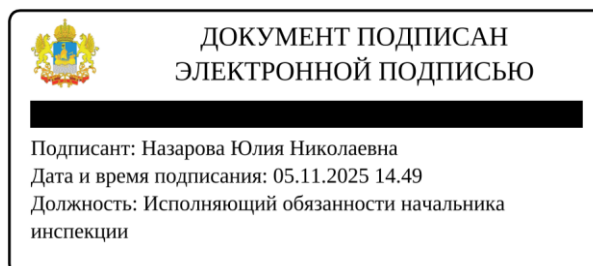 ДОКУМЕНТ ПОДПИСАН
ЭЛЕКТРОННОЙ ПОДПИСЬЮ
Подписант: Назарова Юлия Николаевна
Дата и время подписания: 05.11.2025 14.49
Должность: Исполняющий обязанности начальника
инспекции